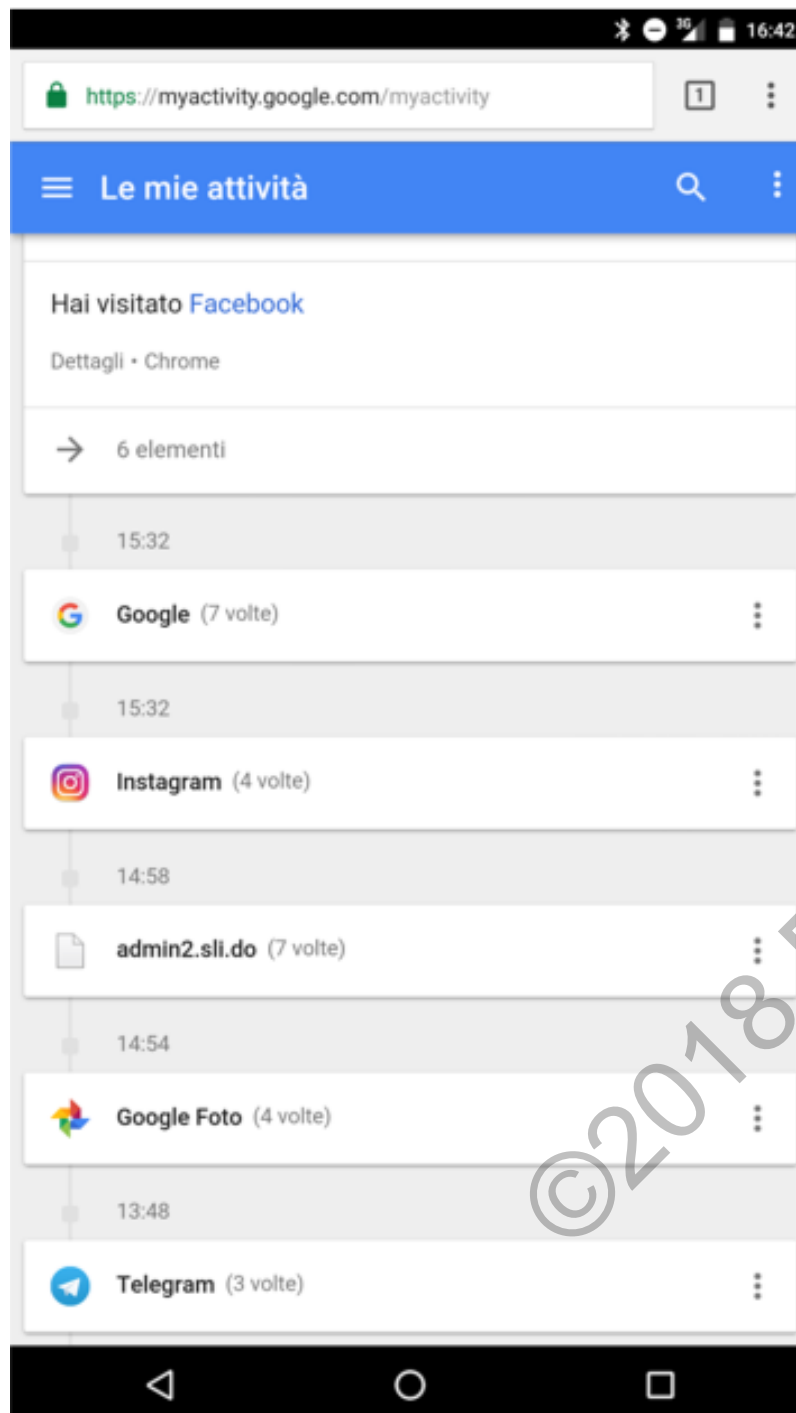 3G 16:42
https://myactivity.google.com/myactivity 1
Le mie attività
Hai visitato Facebook
Dettagli • Chrome
6 elementi
15:32
Google (7 volte)
15:32
Instagram (4 volte)
14:58
admin2.sli.do (7 volte)
14:54
Google Foto (4 volte)
13:48
Telegram (3 volte)
©2018